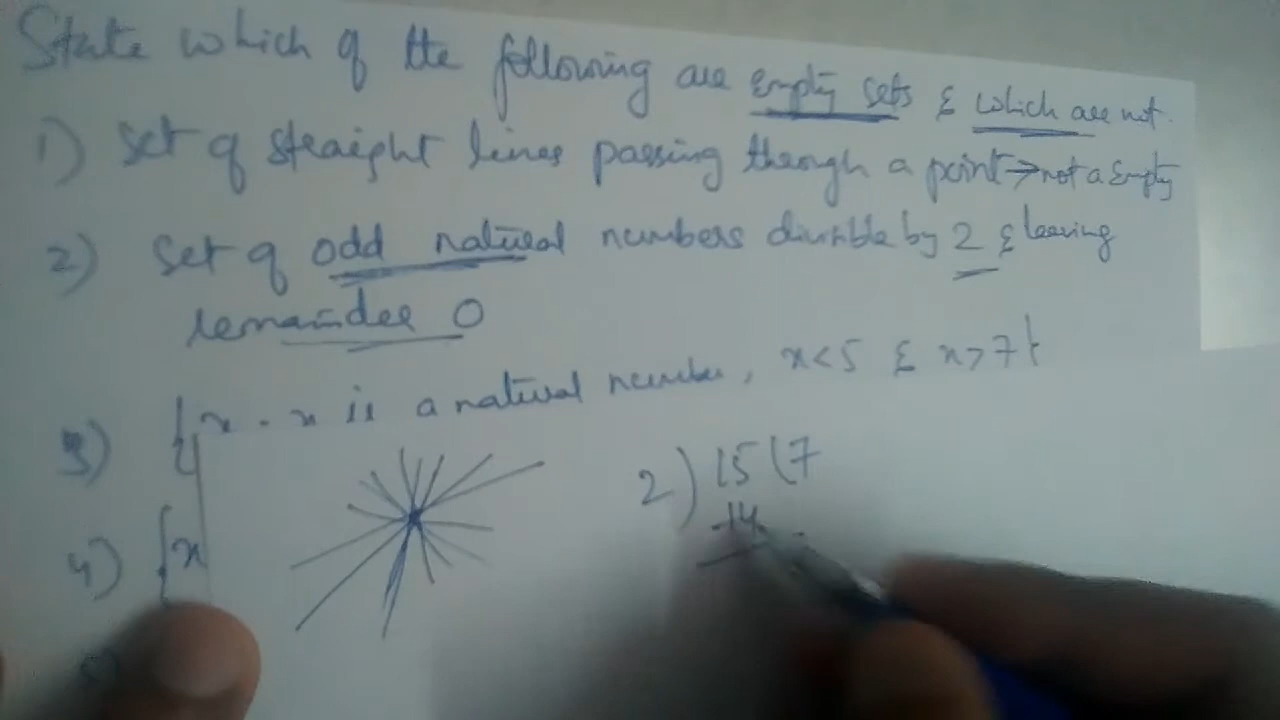 State which of the following are empty sets & which are not.
1) Set of straight lines passing through a point → not a Empty
2) Set of odd natural numbers divisible by 2 & leaving
remainder 0
3) {x . x is a natural number, x<5 & x>7}
4) {x
2) 15 (7
-14